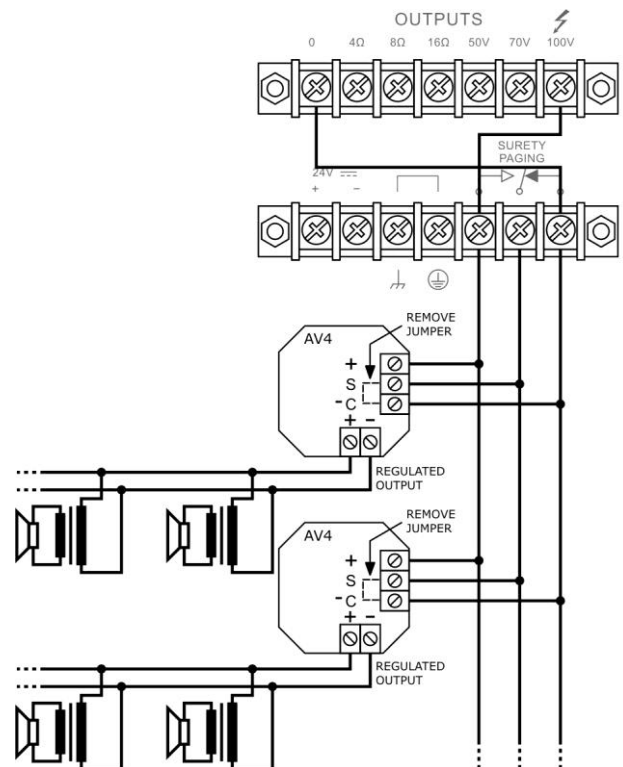 OUTPUTS
0 4Ω 8Ω 16Ω 50V 70V 100V
SURETY
PAGING
24V
+ −
REMOVE
JUMPER
AV4
+
S
- C
+ −
REGULATED
OUTPUT
REMOVE
JUMPER
AV4
+
S
- C
+ −
REGULATED
OUTPUT